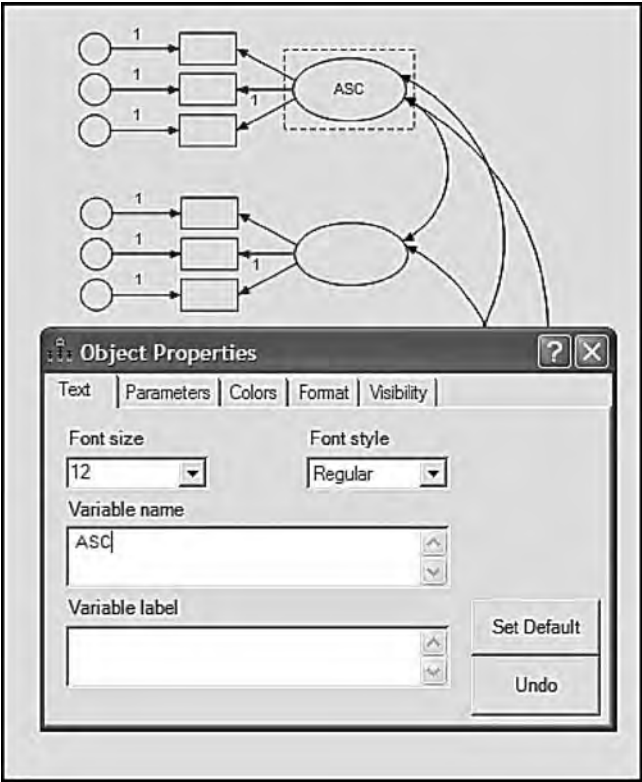 1
1
ASC
1
1
1
1
1
1
Object Properties
Text Parameters Colors Format Visibility
Font size Font style
12 Regular
Variable name
ASC
Variable label
Set Default
Undo